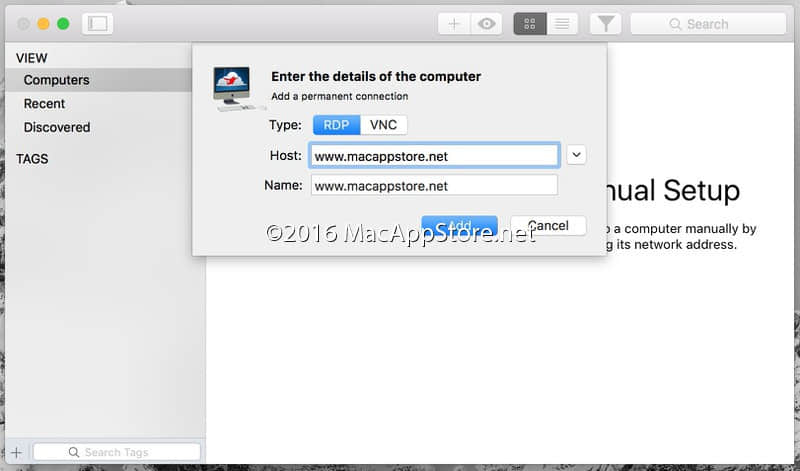 Search
VIEW
Computers
Recent
Discovered
TAGS
Enter the details of the computer
Add a permanent connection
Type: RDP VNC
Host: www.macappstore.net
Name: www.macappstore.net
Add Cancel
©2016 MacAppStore.net
nual Setup
o a computer manually by
g its network address.
Search Tags